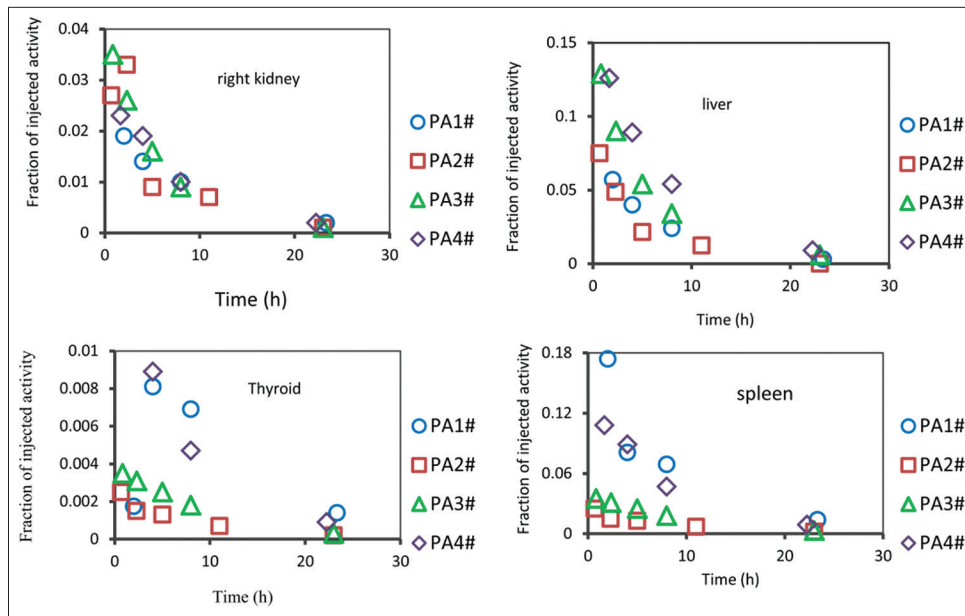 Fraction of injected activity
0.04
0.03
0.02
0.01
0
right kidney
0 10 20 30
Time (h)
PA1#
PA2#
PA3#
PA4#
Fraction of injected activity
0.15
0.1
0.05
0
liver
0 10 20 30
Time (h)
PA1#
PA2#
PA3#
PA4#
Fraction of injected activity
0.01
0.008
0.006
0.004
0.002
0
Thyroid
0 10 20 30
Time (h)
PA1#
PA2#
PA3#
PA4#
Fraction of injected activity
0.18
0.12
0.06
0
spleen
0 10 20 30
Time (h)
PA1#
PA2#
PA3#
PA4#